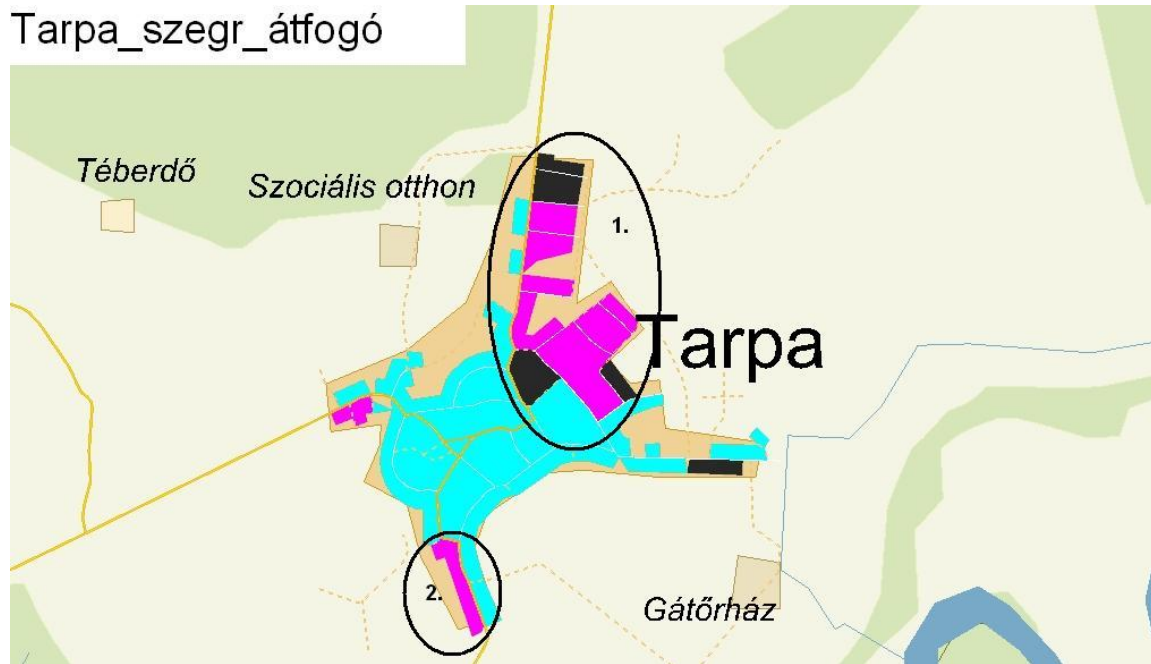 Tarpa_szegr_átfogó
Téberdő
Szociális otthon
1.
Tarpa
2.
Gátőrház